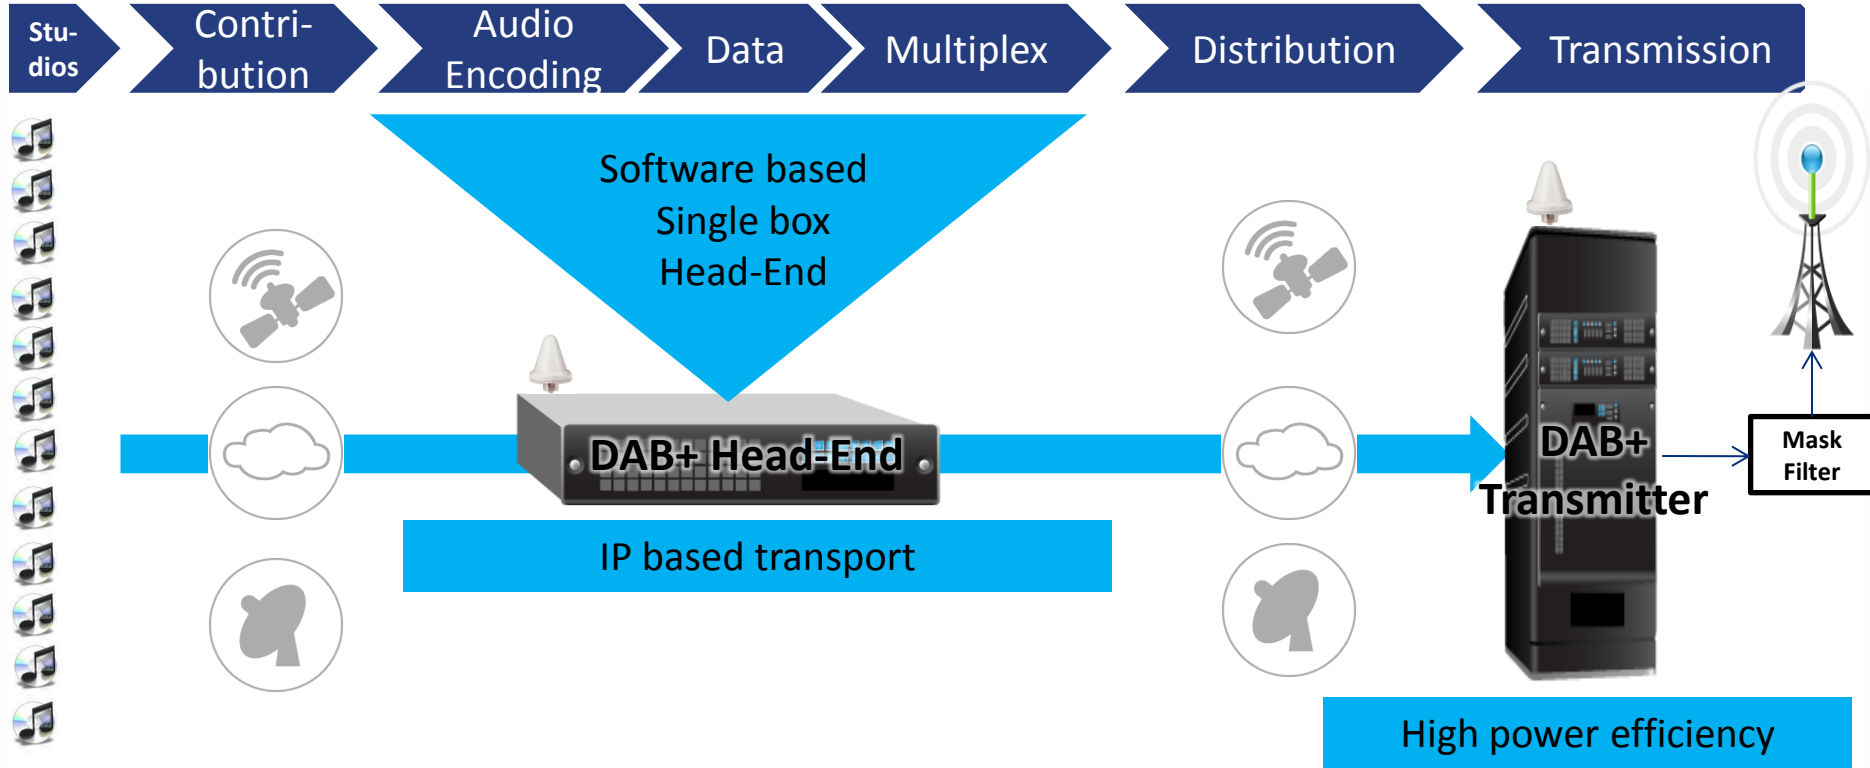 Stu-
dios
Contri-
bution
Audio
Encoding
Data
Multiplex
Distribution
Transmission
Software based
Single box
Head-End
DAB+ Head-End
IP based transport
DAB+
Transmitter
Mask
Filter
High power efficiency